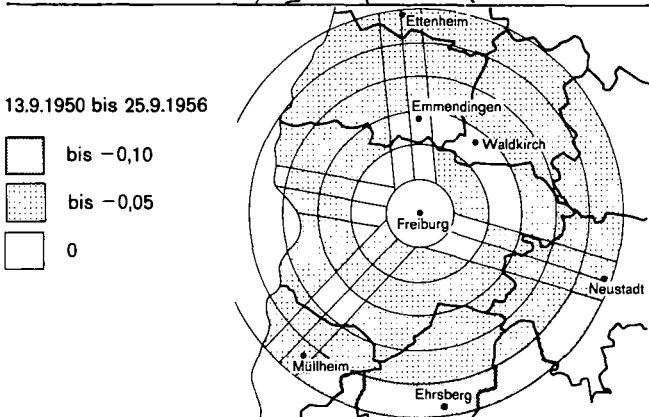 13.9.1950 bis 25.9.1956
bis −0,10
bis −0,05
0
Ettenheim
Emmendingen
Waldkirch
Freiburg
Neustadt
Müllheim
Ehrsberg